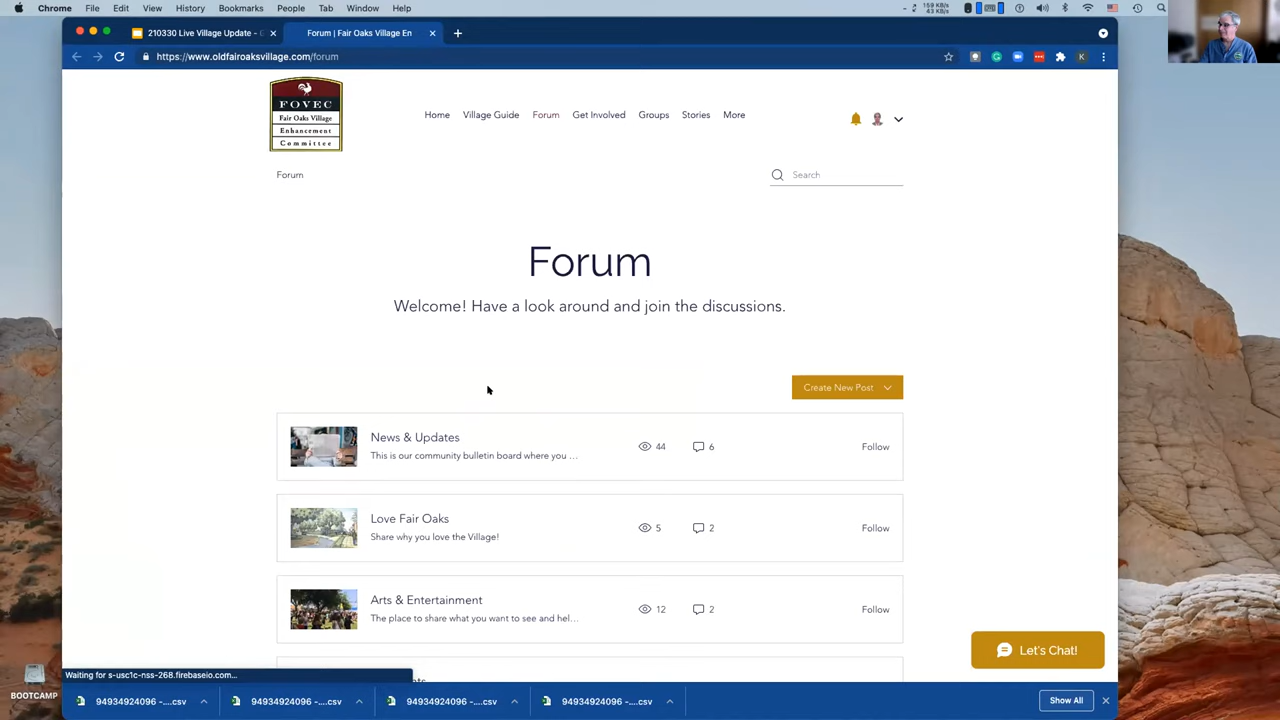 Chrome File Edit View History Bookmarks People Tab Window Help
159 KB/s
43 KB/s
210330 Live Village Update - G
Forum | Fair Oaks Village En
https://www.oldfairoaksvillage.com/forum
K
FOVEC
Fair Oaks Village
Enhancement
Committee
Home Village Guide Forum Get Involved Groups Stories More
Forum
Search
Forum
Welcome! Have a look around and join the discussions.
Create New Post
News & Updates
This is our community bulletin board where you ...
44 6 Follow
Love Fair Oaks
Share why you love the Village!
5 2 Follow
Arts & Entertainment
The place to share what you want to see and hel...
12 2 Follow
Let's Chat!
Waiting for s-usc1c-nss-268.firebaseio.com...
BOOTCAMP
94934924096 -....csv
94934924096 -....csv
94934924096 -....csv
94934924096 -....csv
Show All